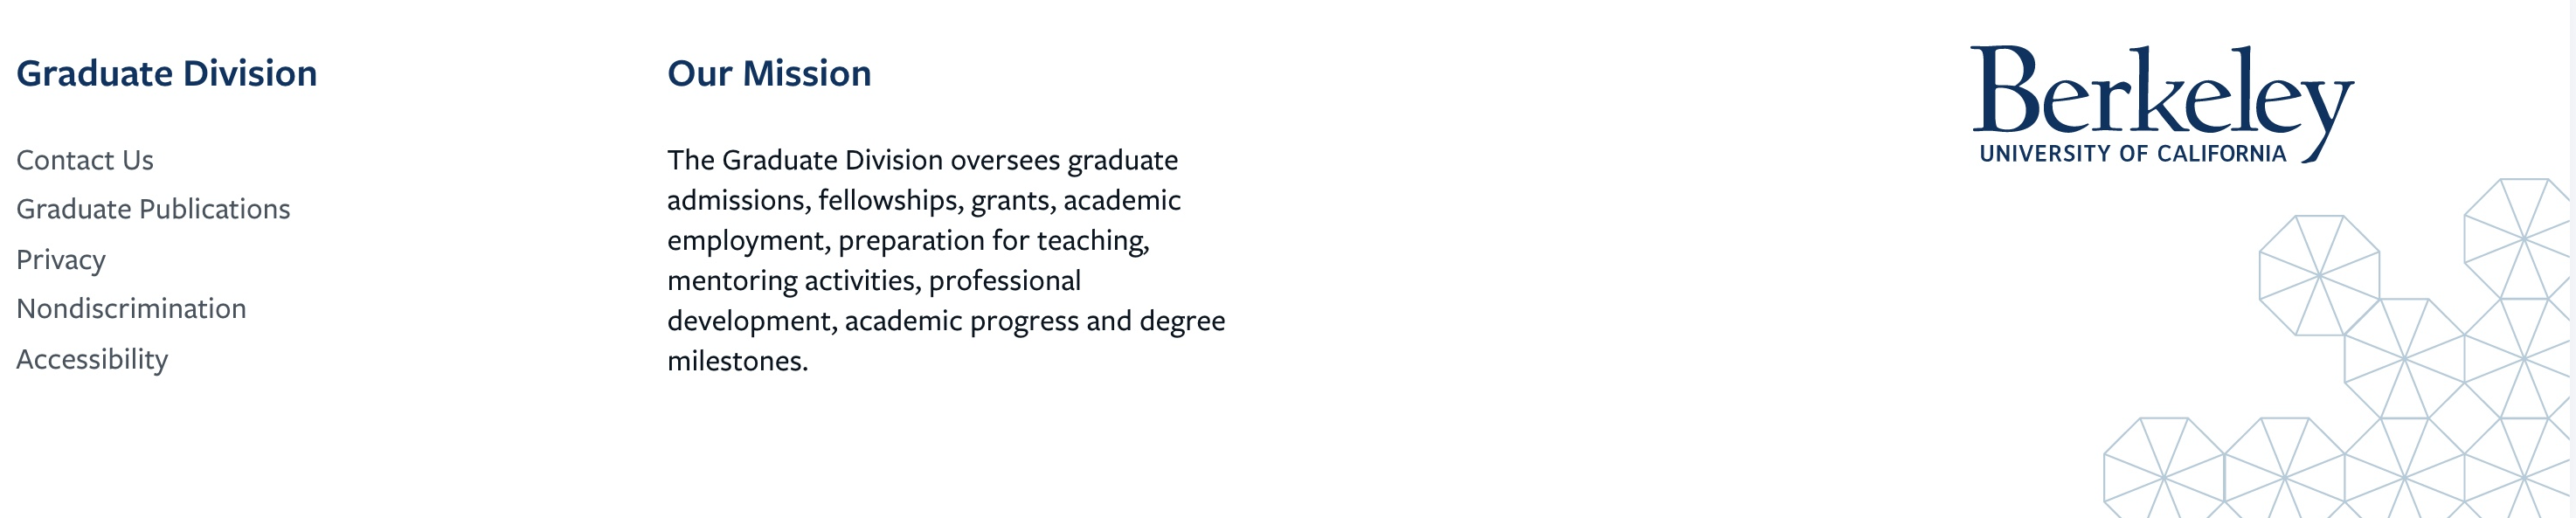 Graduate Division
Contact Us
Graduate Publications
Privacy
Nondiscrimination
Accessibility
Our Mission
The Graduate Division oversees graduate
admissions, fellowships, grants, academic
employment, preparation for teaching,
mentoring activities, professional
development, academic progress and degree
milestones.
Berkeley
UNIVERSITY OF CALIFORNIA